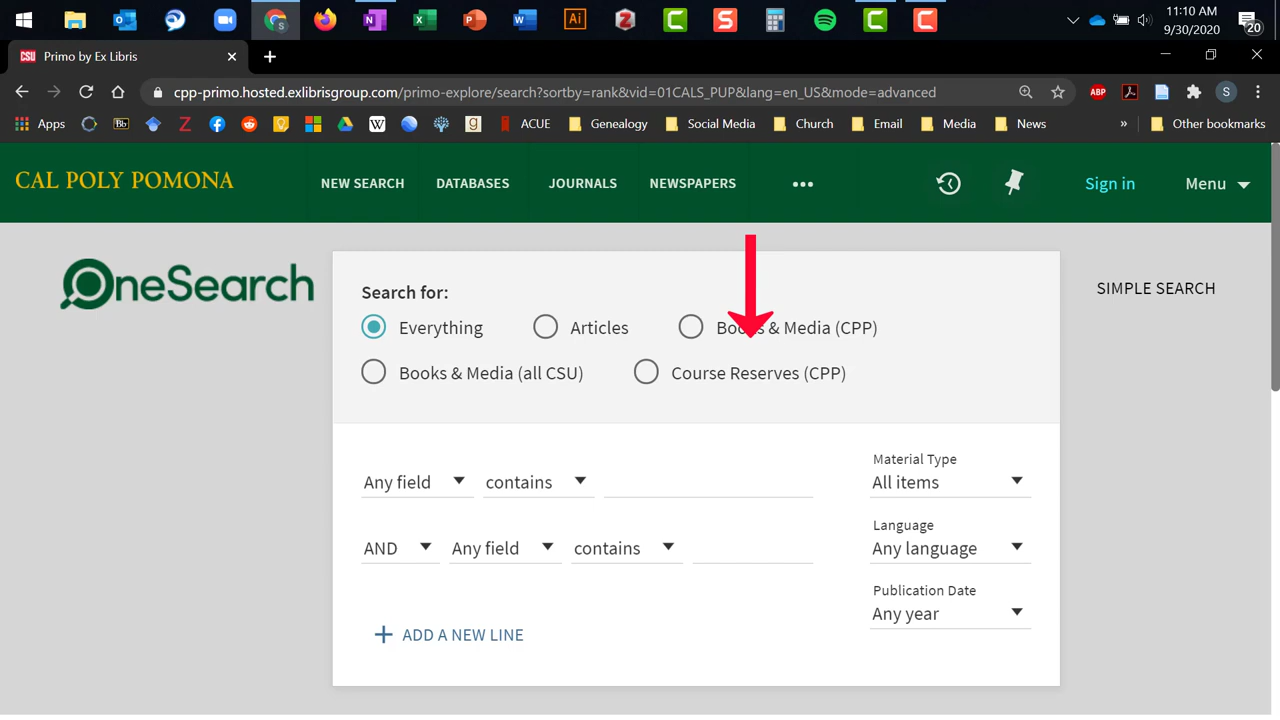 11:10 AM
9/30/2020
20
Ai
CSU Primo by Ex Libris
cpp-primo.hosted.exlibrisgroup.com/primo-explore/search?sortby=rank&vid=01CALS_PUP&lang=en_US&mode=advanced
ABP
S
Apps
ACUE
Genealogy
Social Media
Church
Email
Media
News
»
Other bookmarks
CAL POLY POMONA
NEW SEARCH
DATABASES
JOURNALS
NEWSPAPERS
Sign in
Menu
OneSearch
SIMPLE SEARCH
Search for:
Everything
Articles
Books & Media (CPP)
Books & Media (all CSU)
Course Reserves (CPP)
Any field
contains
AND
Any field
contains
+ ADD A NEW LINE
Material Type
All items
Language
Any language
Publication Date
Any year